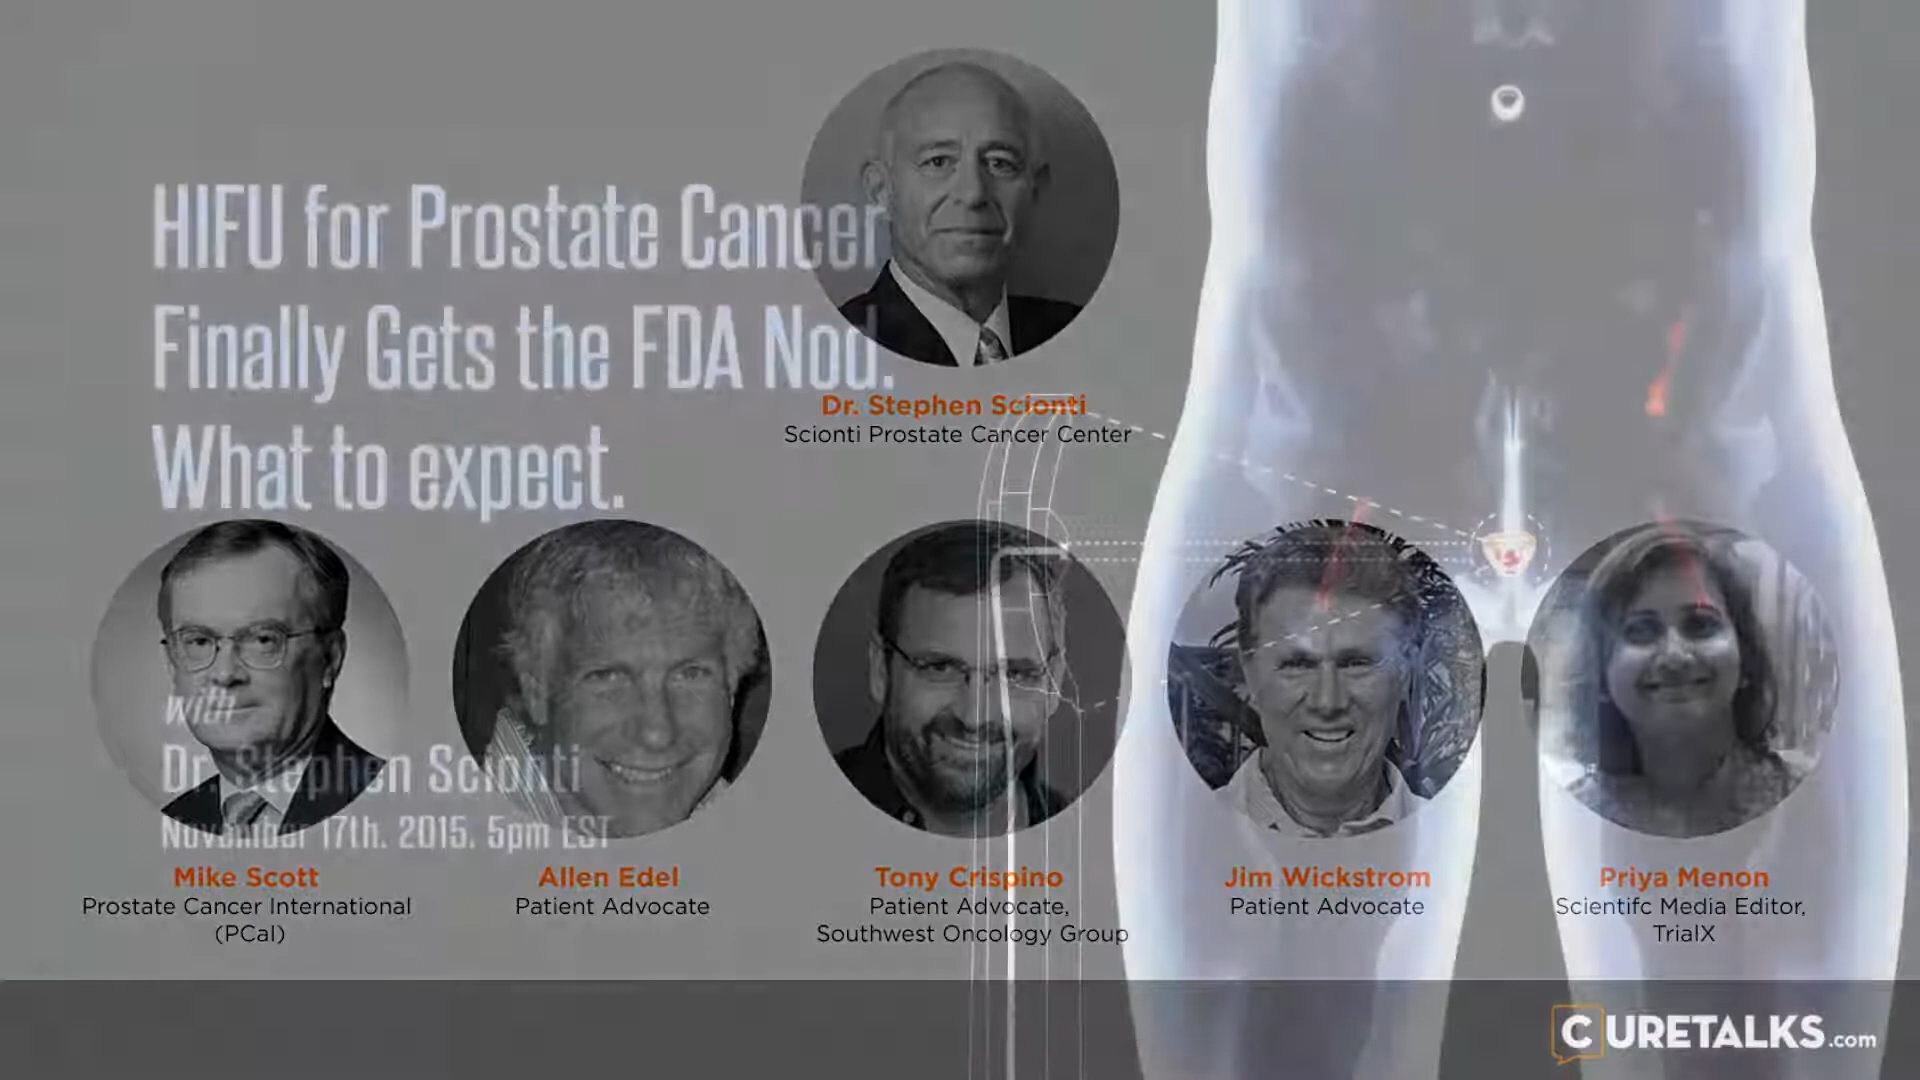 HIFU for Prostate Cancer
Finally Gets the FDA Nod.
What to expect.
Dr. Stephen Scionti
Scionti Prostate Cancer Center
with
Dr. Stephen Scionti
November 17th. 2015. 5pm EST
Mike Scott
Prostate Cancer International
(PCal)
Allen Edel
Patient Advocate
Tony Crispino
Patient Advocate,
Southwest Oncology Group
Jim Wickstrom
Patient Advocate
Priya Menon
Scientifc Media Editor,
TrialX
CURETALKS.com